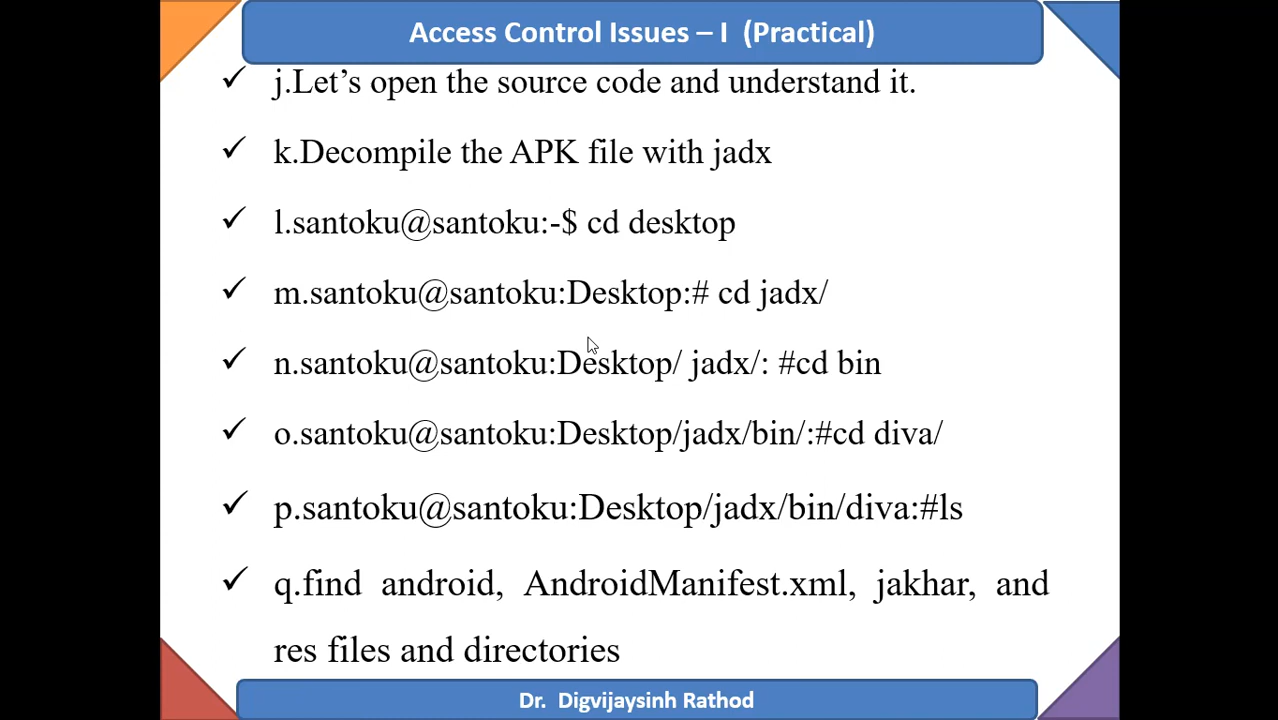 Access Control Issues – I (Practical)
✓ j.Let’s open the source code and understand it.
✓ k.Decompile the APK file with jadx
✓ l.santoku@santoku:-$ cd desktop
✓ m.santoku@santoku:Desktop:# cd jadx/
✓ n.santoku@santoku:Desktop/ jadx/: #cd bin
✓ o.santoku@santoku:Desktop/jadx/bin/:#cd diva/
✓ p.santoku@santoku:Desktop/jadx/bin/diva:#ls
✓ q.find android, AndroidManifest.xml, jakhar, and
res files and directories
Dr. Digvijaysinh Rathod